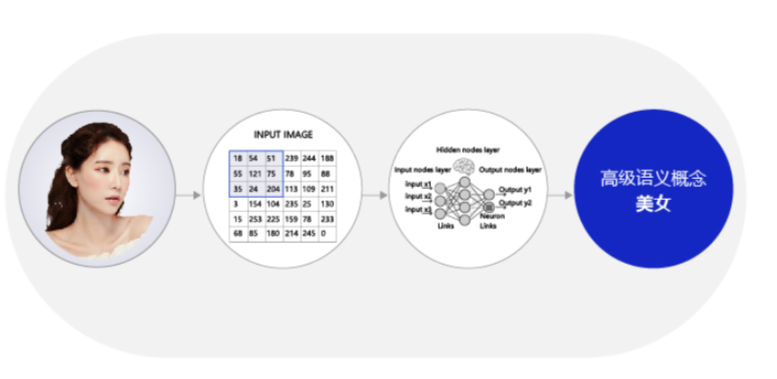 INPUT IMAGE
18 54 51 239 244 188
55 121 75 78 95 88
35 24 204 113 109 211
3 154 104 235 25 130
15 253 225 159 78 233
68 85 180 214 245 0
Hidden nodes layer
Input nodes layer
Output nodes layer
input x1
input x2
input x3
Output y1
Output y2
Neuron
Links
Links
高级语义概念
美女